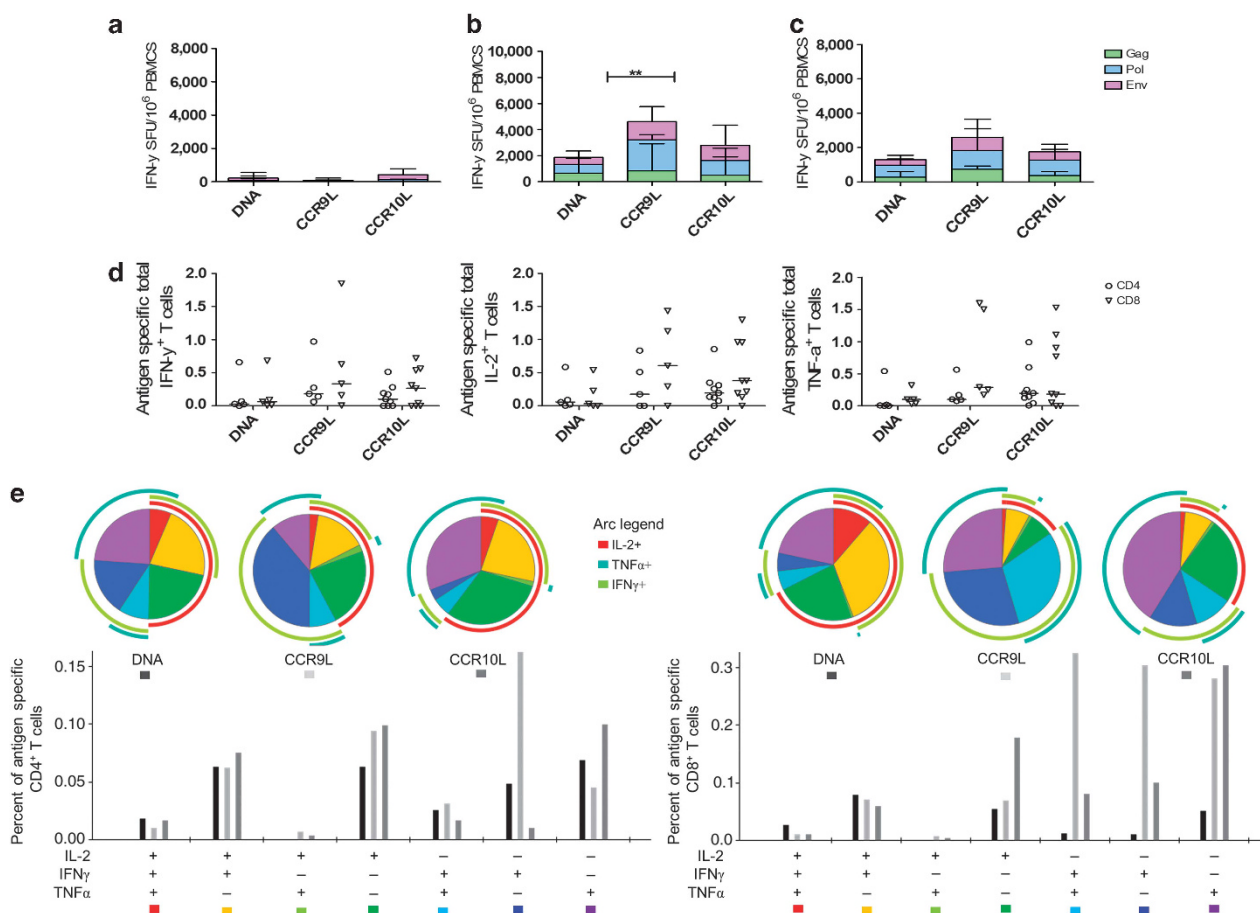 a
IFN-y SFU/10⁶ PBMCS
8,000
6,000
4,000
2,000
0
DNA
CCR9L
CCR10L
b
IFN-y SFU/10⁶ PBMCS
10,000
8,000
6,000
4,000
2,000
0
**
DNA
CCR9L
CCR10L
c
IFN-y SFU/10⁶ PBMCS
8,000
6,000
4,000
2,000
0
DNA
CCR9L
CCR10L
Gag
Pol
Env
d
Antigen specific total
IFN-y⁺ T cells
2.0
1.5
1.0
0.5
0.0
DNA
CCR9L
CCR10L
Antigen specific total
IL-2⁺ T cells
2.0
1.5
1.0
0.5
0.0
DNA
CCR9L
CCR10L
Antigen specific total
TNF-a⁺ T cells
2.0
1.5
1.0
0.5
0.0
DNA
CCR9L
CCR10L
CD4
CD8
e
Arc legend
IL-2+
TNFα+
IFNγ+
DNA
CCR9L
CCR10L
Percent of antigen specific
CD4⁺ T cells
0.15
0.10
0.05
0.00
IL-2 + + + + – – –
IFNγ + + – – + + –
TNFα + – + – + – +
DNA
CCR9L
CCR10L
Percent of antigen specific
CD8⁺ T cells
0.3
0.2
0.1
0.0
IL-2 + + + + – – –
IFNγ + + – – + + –
TNFα + – + – + – +